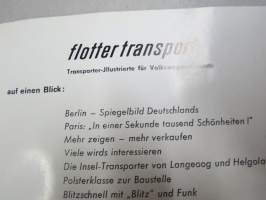 flotter transport
Transporter-Jllustrierte für
auf einen Blick:
Berlin – Spiegelbild Deutschlands
Paris: „In einer Sekunde tausend Schönheiten!"
Mehr zeigen – mehr verkaufen
Viele wirds interessieren
Die Insel-Transporter von Langeoog und Helgola
Polsterklasse zur Baustelle
Blitzschnell mit „Blitz" und Funk